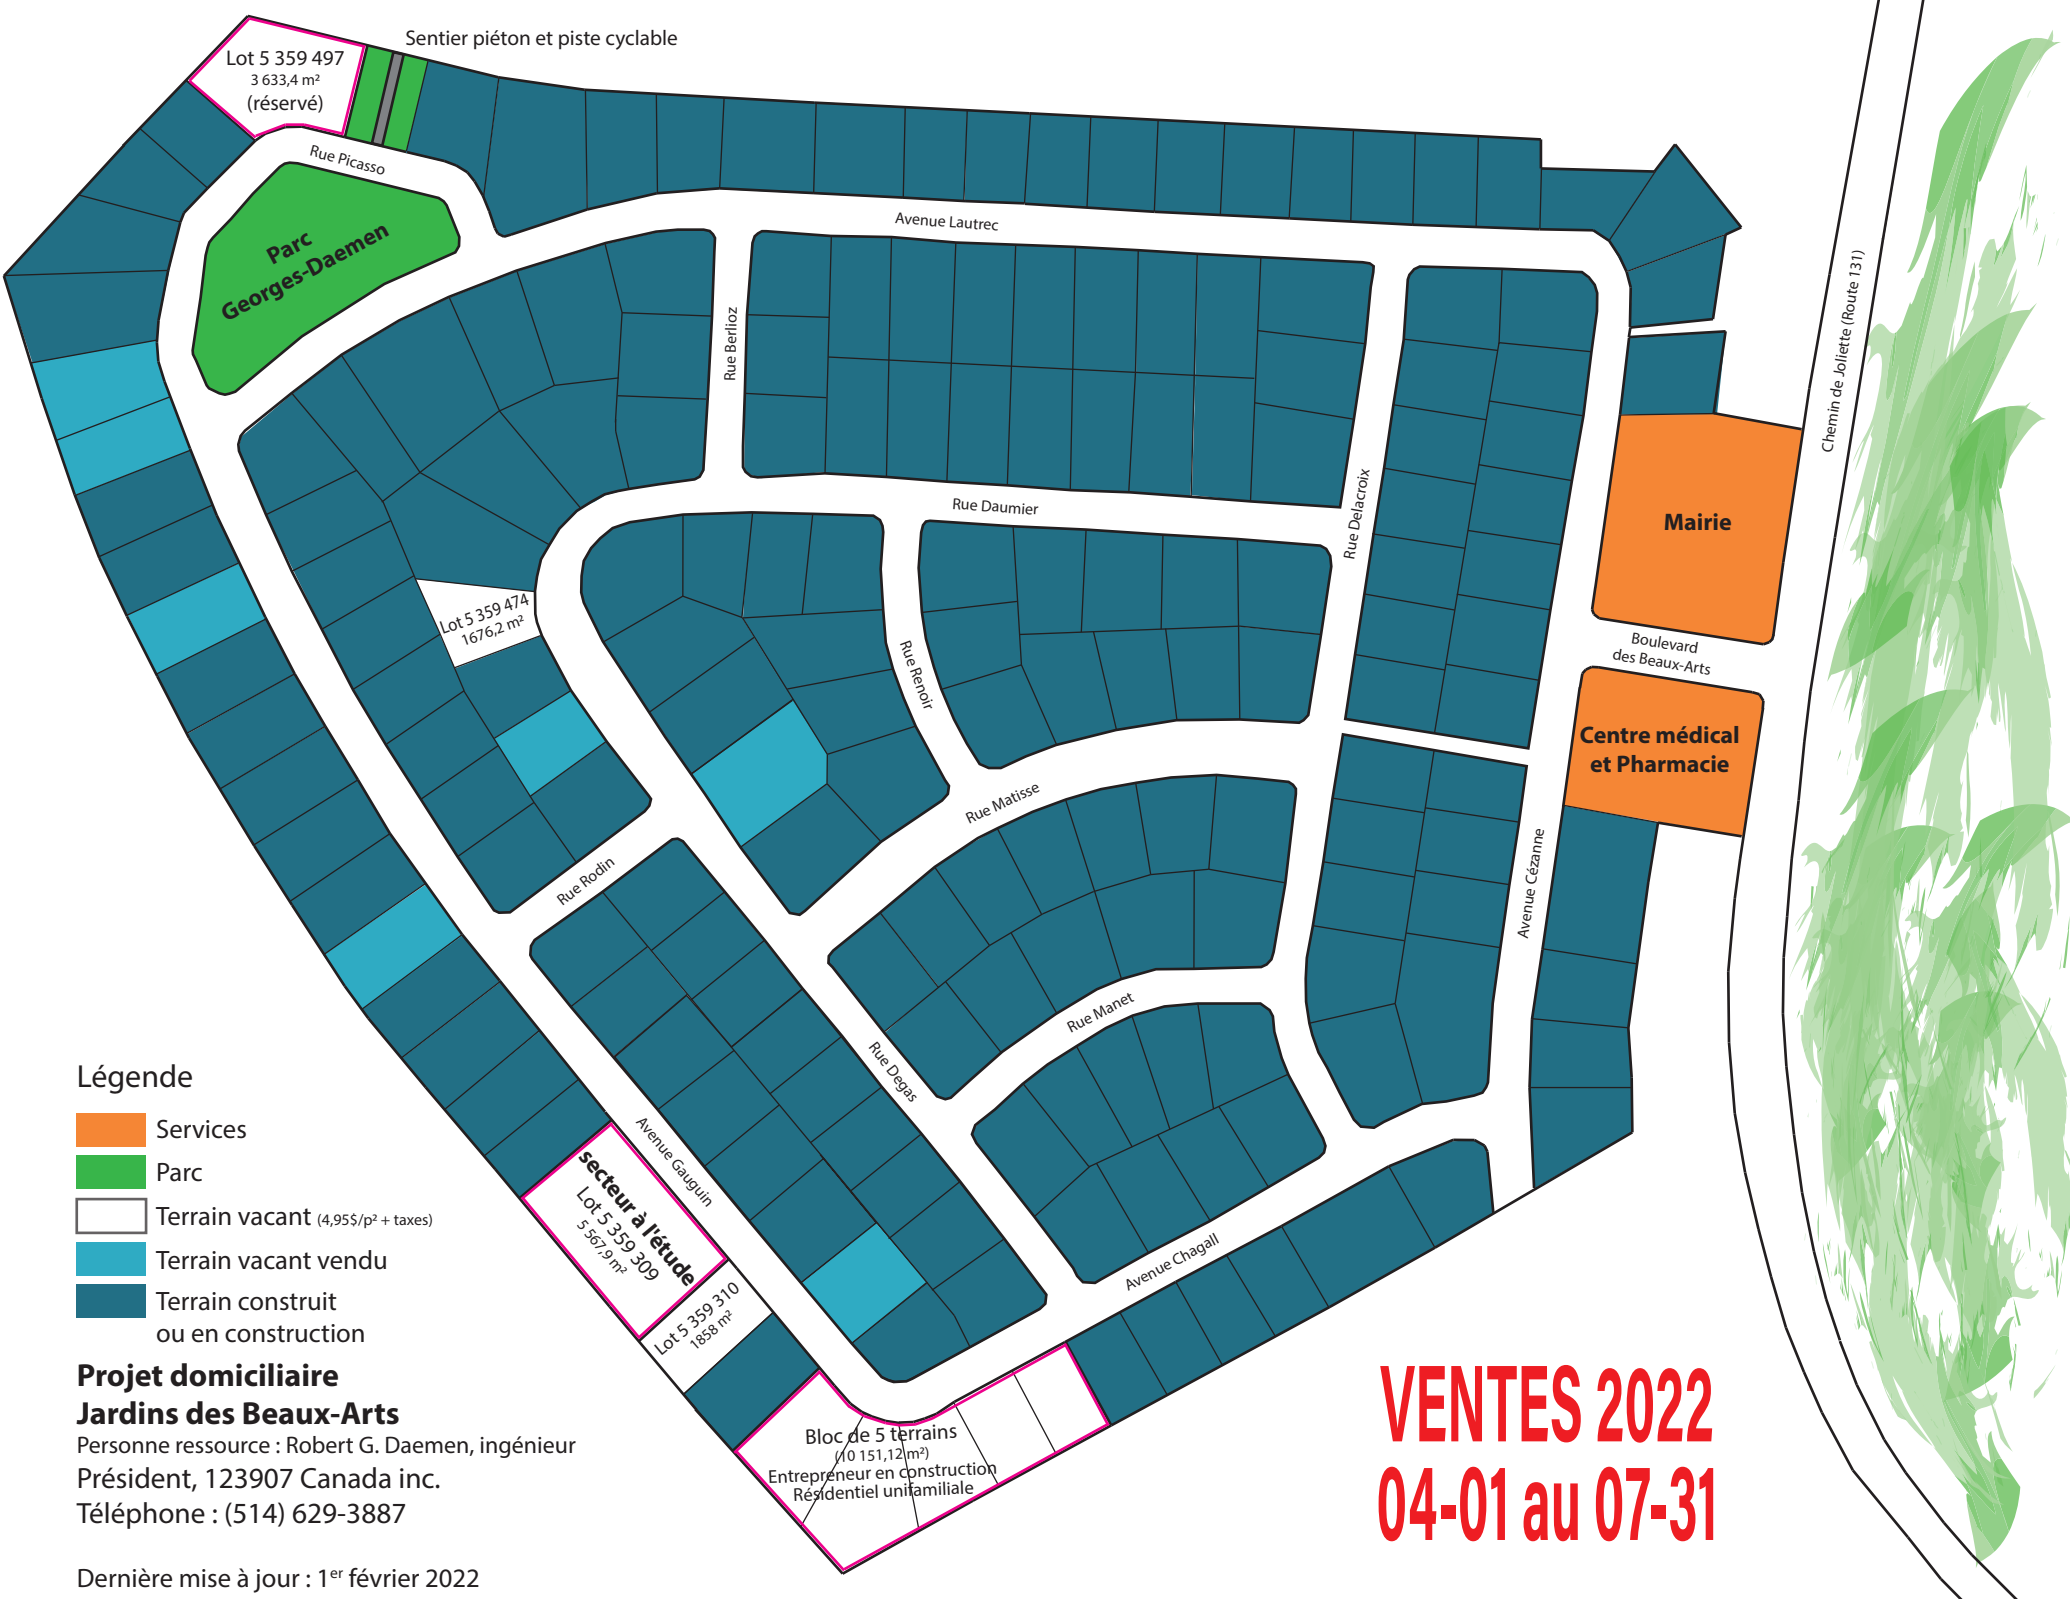 Sentier piéton et piste cyclable
Lot 5 359 497
3 633,4 m²
(réservé)
Rue Picasso
Parc
Georges-Daemen
Avenue Lautrec
Rue Berlioz
Chemin de Joliette (Route 131)
Rue Daumier
Rue Delacroix
Mairie
Lot 5 359 474
1676,2 m²
Rue Renoir
Boulevard
des Beaux-Arts
Centre médical
et Pharmacie
Rue Matisse
Rue Rodin
Avenue Cézanne
Rue Manet
Rue Degas
Avenue Gauguin
Avenue Chagall
secteur à l'étude
Lot 5 359 309
5 567,9 m²
Lot 5 359 310
1858 m²
Bloc de 5 terrains
(10 151,12 m²)
Entrepreneur en construction
Résidentiel unifamiliale
Légende
Services
Parc
Terrain vacant (4,95$/p² + taxes)
Terrain vacant vendu
Terrain construit
ou en construction
Projet domiciliaire
Jardins des Beaux-Arts
Personne ressource : Robert G. Daemen, ingénieur
Président, 123907 Canada inc.
Téléphone : (514) 629-3887
Dernière mise à jour : 1er février 2022
VENTES 2022
04-01 au 07-31